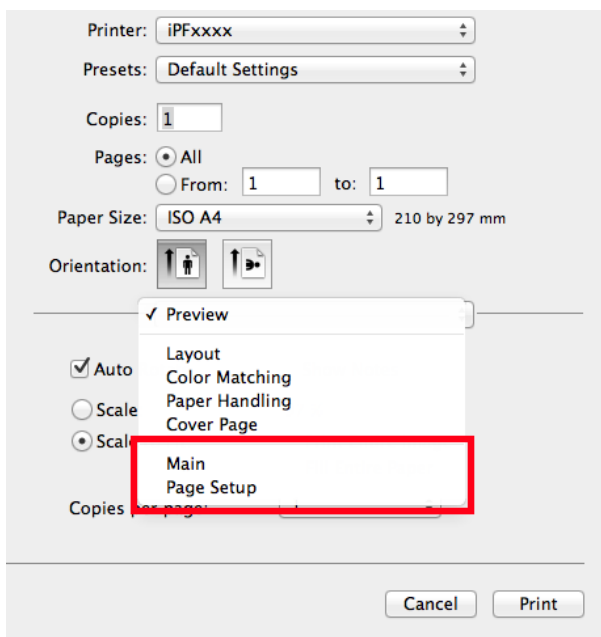 Printer: iPFxxxx
Presets: Default Settings
Copies: 1
Pages: All
From: 1 to: 1
Paper Size: ISO A4 210 by 297 mm
Orientation:
✓ Preview
Layout
Auto
Color Matching
Paper Handling
Scale
Cover Page
Scale
Main
Page Setup
Copies per page:
Cancel Print